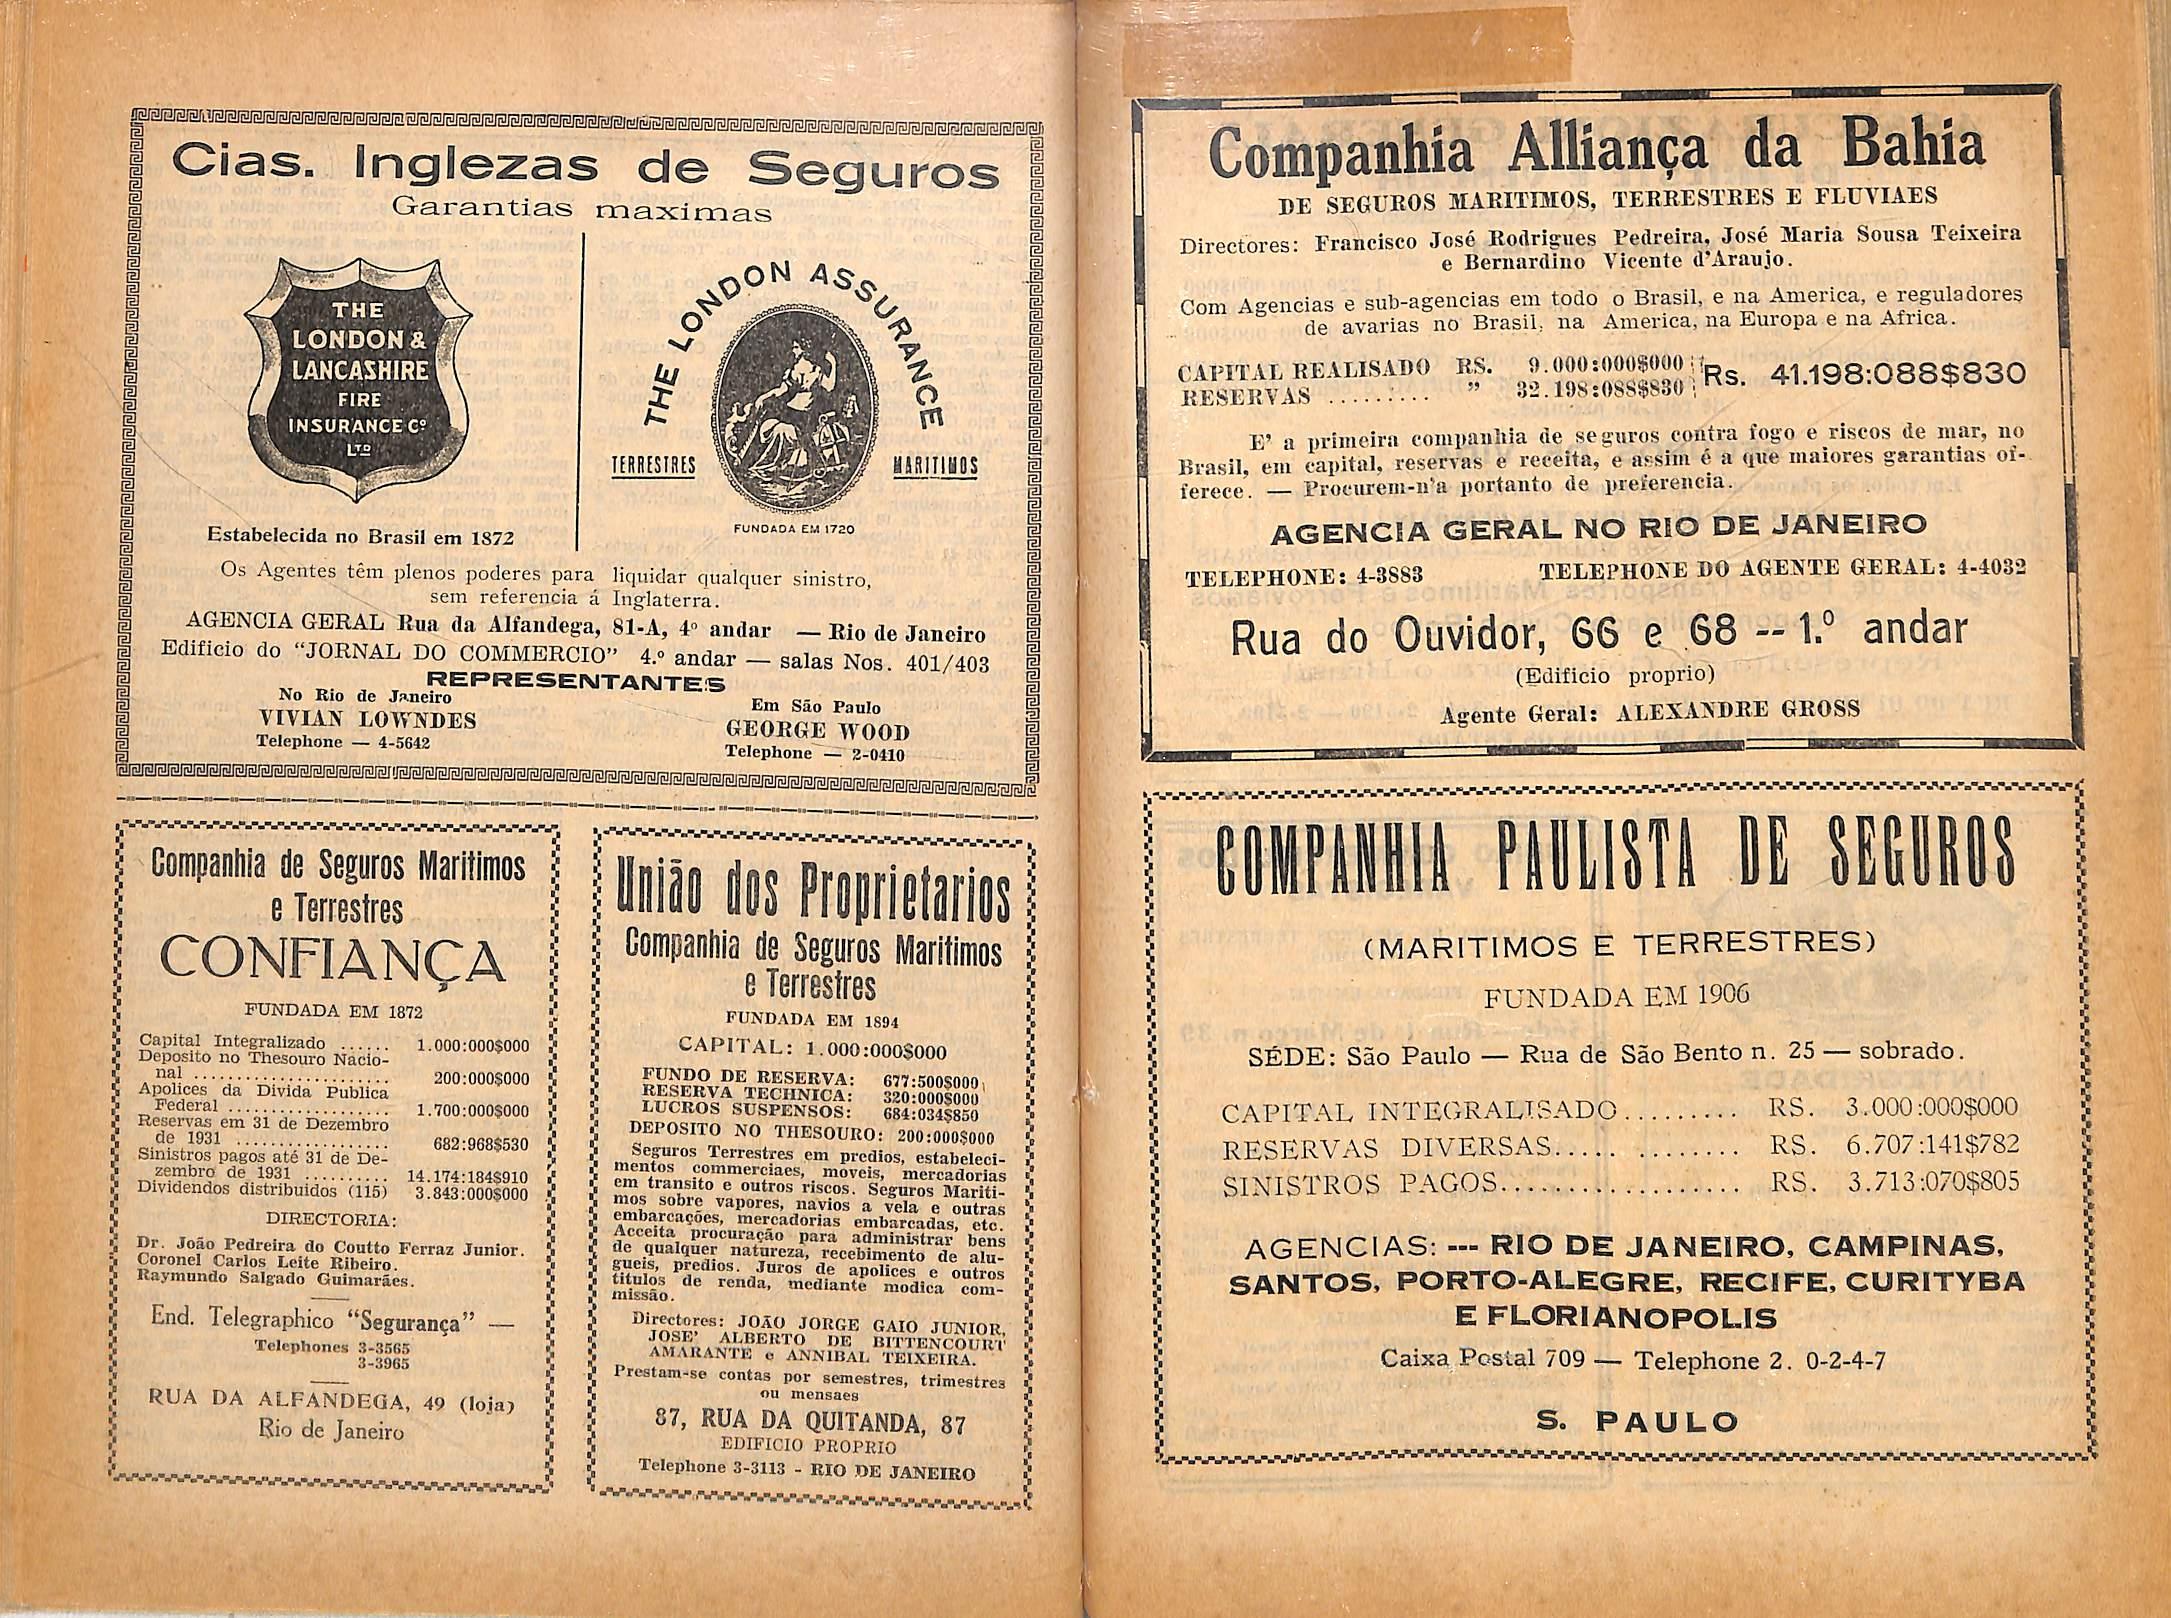 Cias. Inglezas de Seguros
Garantias maximas
THE
LONDON &
LANCASHIRE
FIRE
INSURANCE Cº
LTD
Estabelecida no Brasil em 1872
THE LONDON ASSURANCE
TERRESTRES
MARITIMOS
FUNDADA EM 1720
Os Agentes têm plenos poderes para liquidar qualquer sinistro,
sem referencia á Inglaterra.
AGENCIA GERAL Rua da Alfandega, 81-A, 4º andar — Rio de Janeiro
Edificio do "JORNAL DO COMMERCIO" 4.º andar — salas Nos. 401/403
REPRESENTANTES
No Rio de Janeiro
VIVIAN LOWNDES
Telephone — 4-5642
Em São Paulo
GEORGE WOOD
Telephone — 2-0410
Companhia de Seguros Maritimos
e Terrestres
CONFIANÇA
FUNDADA EM 1872
Capital Integralizado ...... 1.000:000$000
Deposito no Thesouro Nacio-
nal ....................... 200:000$000
Apolices da Divida Publica
Federal ................... 1.700:000$000
Reservas em 31 de Dezembro
de 1931 .................. 682:968$530
Sinistros pagos até 31 de De-
zembro de 1931 .......... 14.174:184$910
Dividendos distribuidos (115) 3.843:000$000
DIRECTORIA:
Dr. João Pedreira do Coutto Ferraz Junior.
Coronel Carlos Leite Ribeiro.
Raymundo Salgado Guimarães.
End. Telegraphico "Segurança" —
Telephones 3-3565
3-3965
RUA DA ALFANDEGA, 49 (loja)
Rio de Janeiro
União dos Proprietarios
Companhia de Seguros Maritimos
e Terrestres
FUNDADA EM 1894
CAPITAL: 1.000:000$000
FUNDO DE RESERVA: 677:500$000
RESERVA TECHNICA: 320:000$000
LUCROS SUSPENSOS: 684:034$850
DEPOSITO NO THESOURO: 200:000$000
Seguros Terrestres em predios, estabeleci-
mentos commerciaes, moveis, mercadorias
em transito e outros riscos. Seguros Mariti-
mos sobre vapores, navios a vela e outras
embarcações, mercadorias embarcadas, etc.
Acceita procuração para administrar bens
de qualquer natureza, recebimento de alu-
gueis, predios. Juros de apolices e outros
titulos de renda, mediante modica com-
missão.
Directores: JOÃO JORGE GAIO JUNIOR,
JOSE' ALBERTO DE BITTENCOURT
AMARANTE e ANNIBAL TEIXEIRA.
Prestam-se contas por semestres, trimestres
ou mensaes
87, RUA DA QUITANDA, 87
EDIFICIO PROPRIO
Telephone 3-3113 - RIO DE JANEIRO
Companhia Alliança da Bahia
DE SEGUROS MARITIMOS, TERRESTRES E FLUVIAES
Directores: Francisco José Rodrigues Pedreira, José Maria Sousa Teixeira
e Bernardino Vicente d'Araujo.
Com Agencias e sub-agencias em todo o Brasil, e na America, e reguladores
de avarias no Brasil, na America, na Europa e na Africa.
CAPITAL REALISADO RS. 9.000:000$000
RESERVAS ......... " 32.198:088$830
Rs. 41.198:088$830
E' a primeira companhia de seguros contra fogo e riscos de mar, no
Brasil, em capital, reservas e receita, e assim é a que maiores garantias of-
ferece. — Procurem-n'a portanto de preferencia.
AGENCIA GERAL NO RIO DE JANEIRO
TELEPHONE: 4-3883 TELEPHONE DO AGENTE GERAL: 4-4032
Rua do Ouvidor, 66 e 68 -- 1.º andar
(Edificio proprio)
Agente Geral: ALEXANDRE GROSS
COMPANHIA PAULISTA DE SEGUROS
(MARITIMOS E TERRESTRES)
FUNDADA EM 1906
SÉDE: São Paulo — Rua de São Bento n. 25 — sobrado.
CAPITAL INTEGRALISADO......... RS. 3.000:000$000
RESERVAS DIVERSAS..... ........ RS. 6.707:141$782
SINISTROS PAGOS.................. RS. 3.713:070$805
AGENCIAS: --- RIO DE JANEIRO, CAMPINAS,
SANTOS, PORTO-ALEGRE, RECIFE, CURITYBA
E FLORIANOPOLIS
Caixa Postal 709 — Telephone 2. 0-2-4-7
S. PAULO